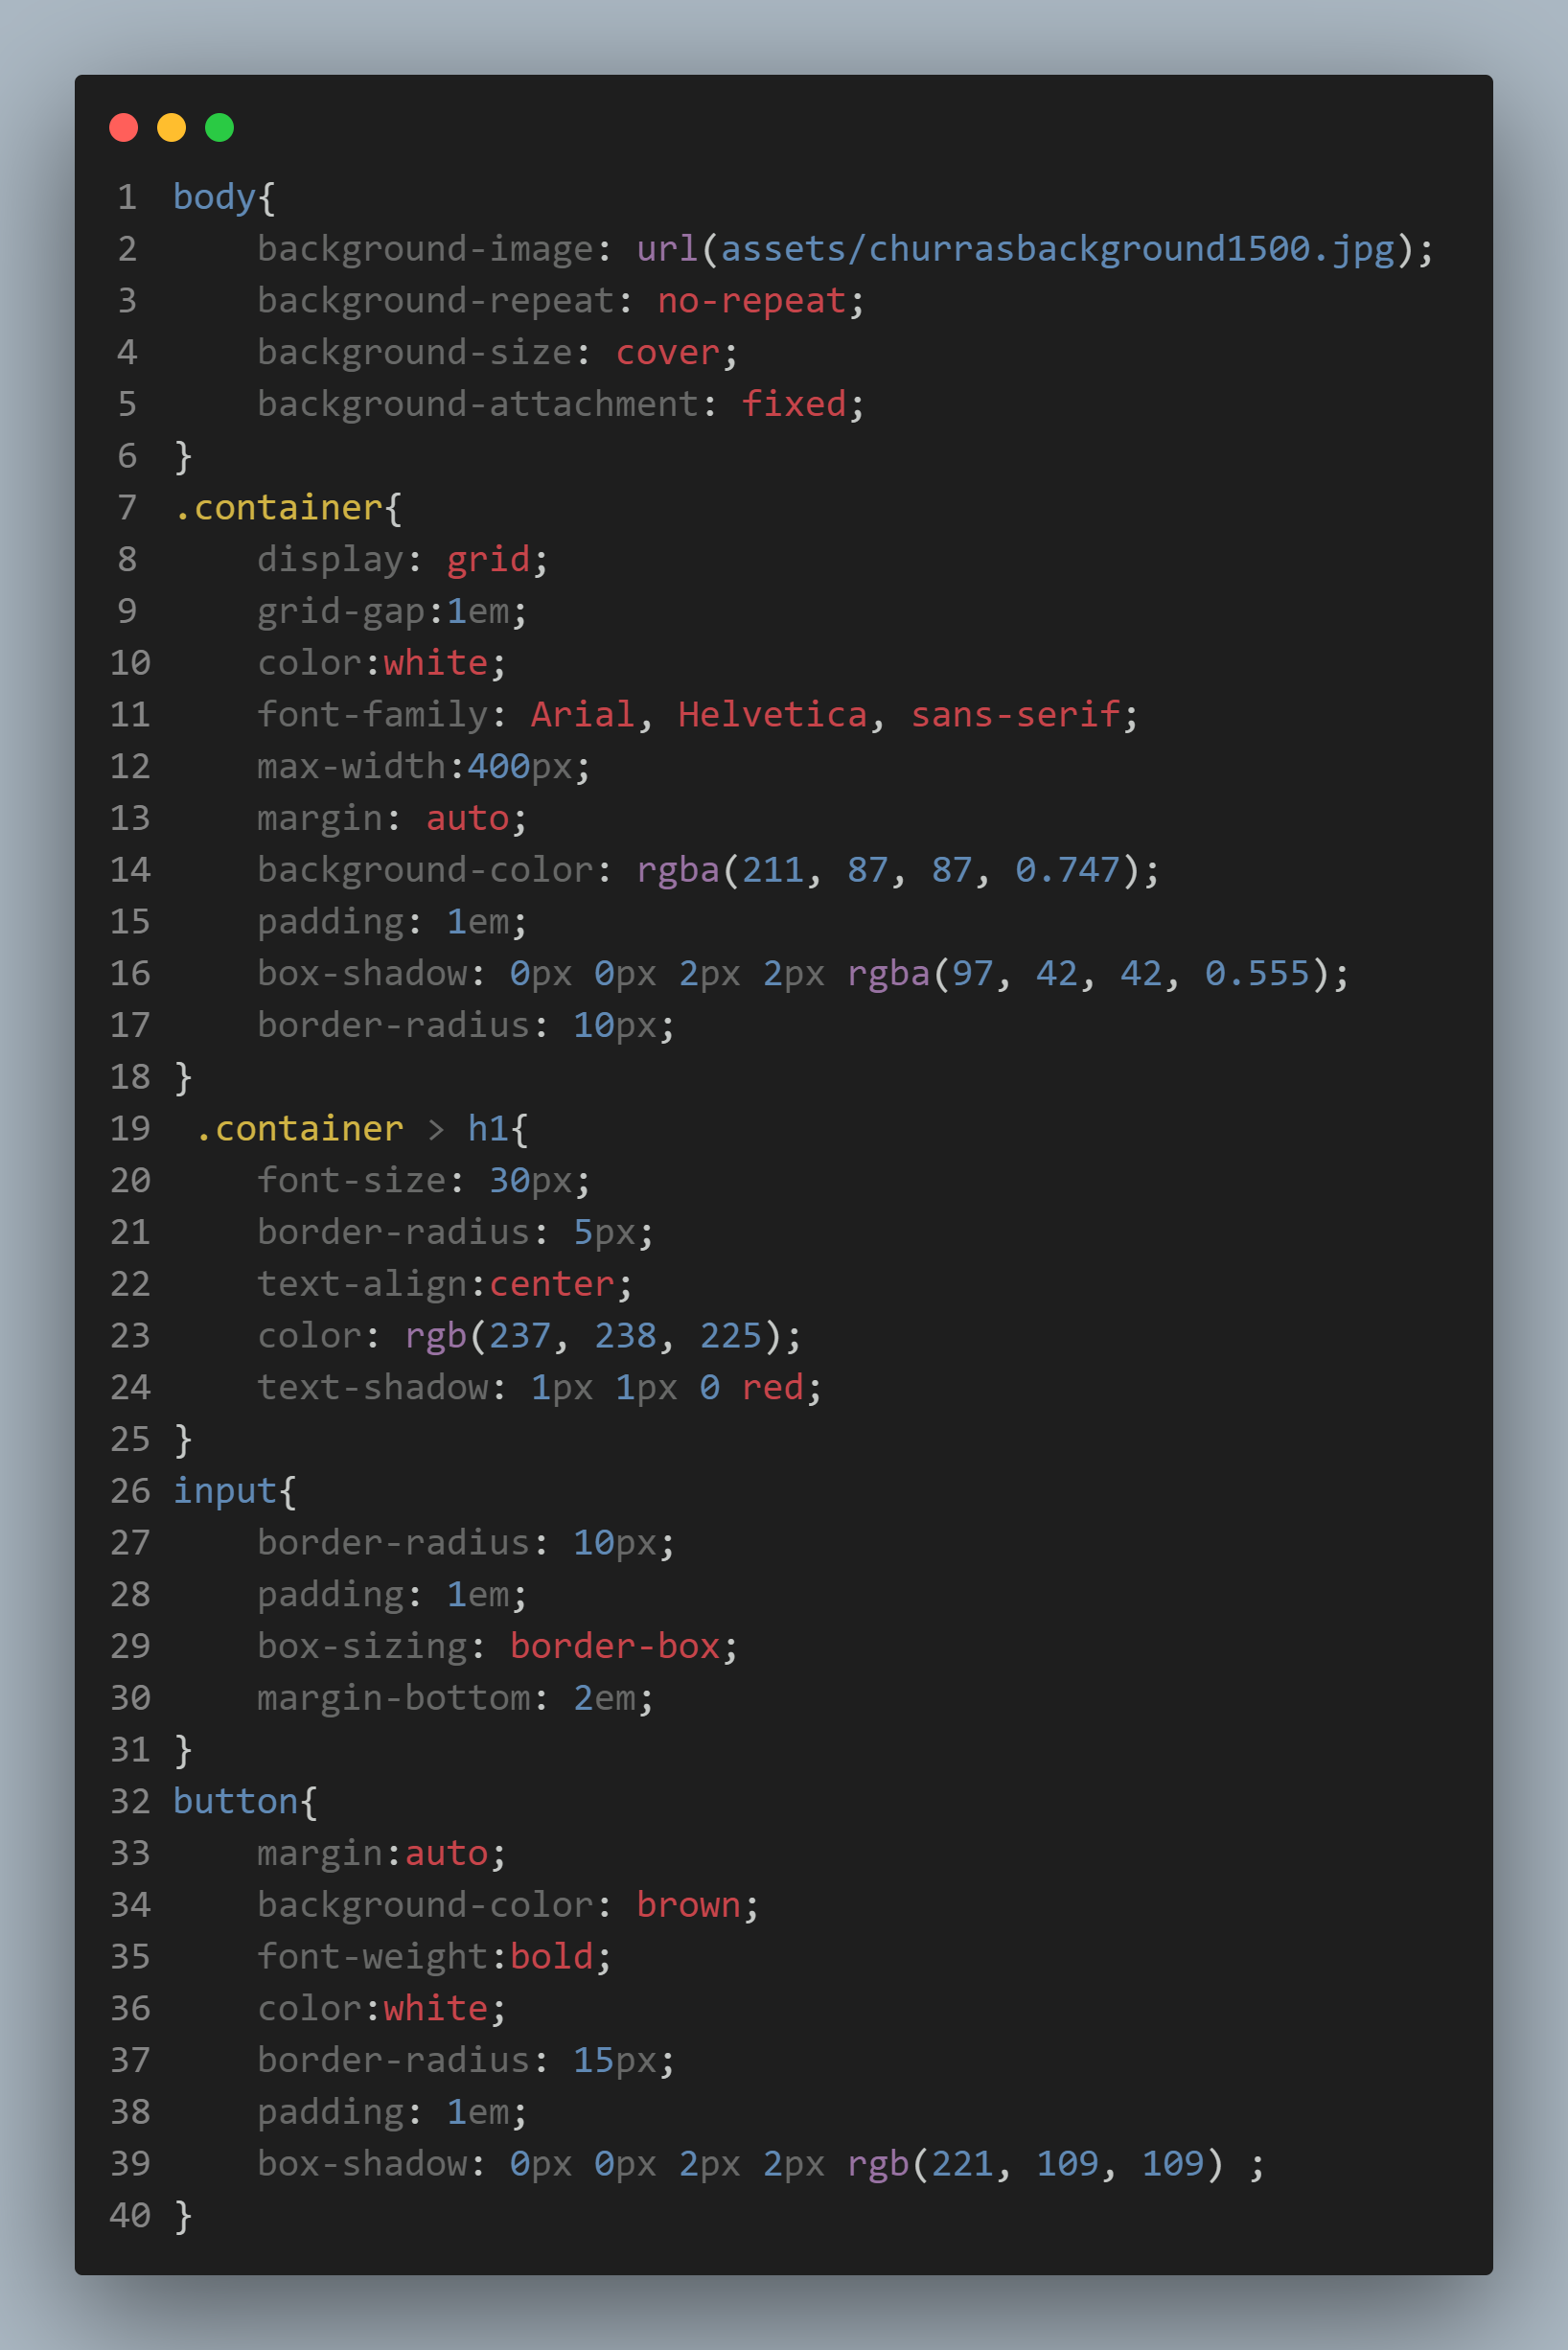 1 body{
2     background-image: url(assets/churrasbackground1500.jpg);
3     background-repeat: no-repeat;
4     background-size: cover;
5     background-attachment: fixed;
6 }
7 .container{
8     display: grid;
9     grid-gap:1em;
10     color:white;
11     font-family: Arial, Helvetica, sans-serif;
12     max-width:400px;
13     margin: auto;
14     background-color: rgba(211, 87, 87, 0.747);
15     padding: 1em;
16     box-shadow: 0px 0px 2px 2px rgba(97, 42, 42, 0.555);
17     border-radius: 10px;
18 }
19  .container > h1{
20     font-size: 30px;
21     border-radius: 5px;
22     text-align:center;
23     color: rgb(237, 238, 225);
24     text-shadow: 1px 1px 0 red;
25 }
26 input{
27     border-radius: 10px;
28     padding: 1em;
29     box-sizing: border-box;
30     margin-bottom: 2em;
31 }
32 button{
33     margin:auto;
34     background-color: brown;
35     font-weight:bold;
36     color:white;
37     border-radius: 15px;
38     padding: 1em;
39     box-shadow: 0px 0px 2px 2px rgb(221, 109, 109) ;
40 }